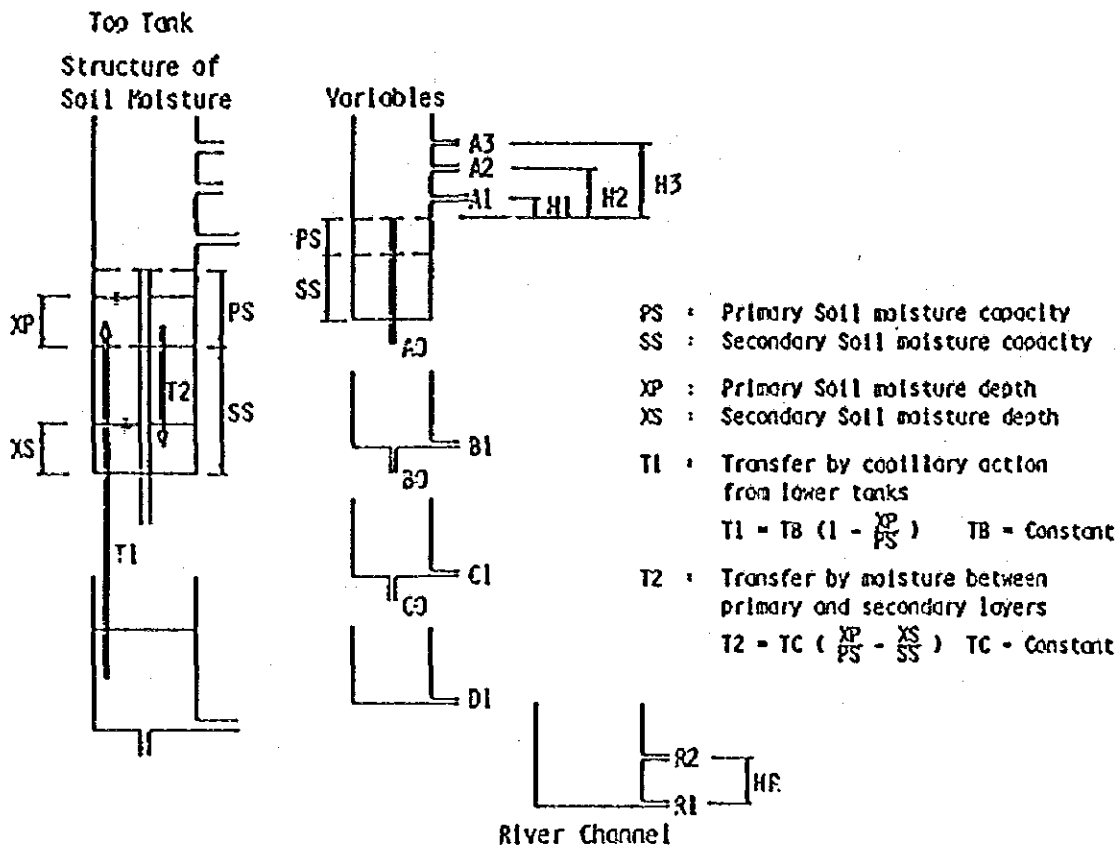 Top Tank
Structure of
Soil Moisture
Variables
A3
A2
A1
H1
H2
H3
PS
SS
A0
XP
XS
T2
PS
SS
T1
B1
B0
C1
C0
D1
R2
R1
HR
River Channel
PS : Primary Soil moisture capacity
SS : Secondary Soil moisture capacity
XP : Primary Soil moisture depth
XS : Secondary Soil moisture depth
T1 : Transfer by capillary action
from lower tanks
T1 = TB (1 - XP/PS) TB = Constant
T2 : Transfer by moisture between
primary and secondary layers
T2 = TC ( XP/PS - XS/SS ) TC = Constant